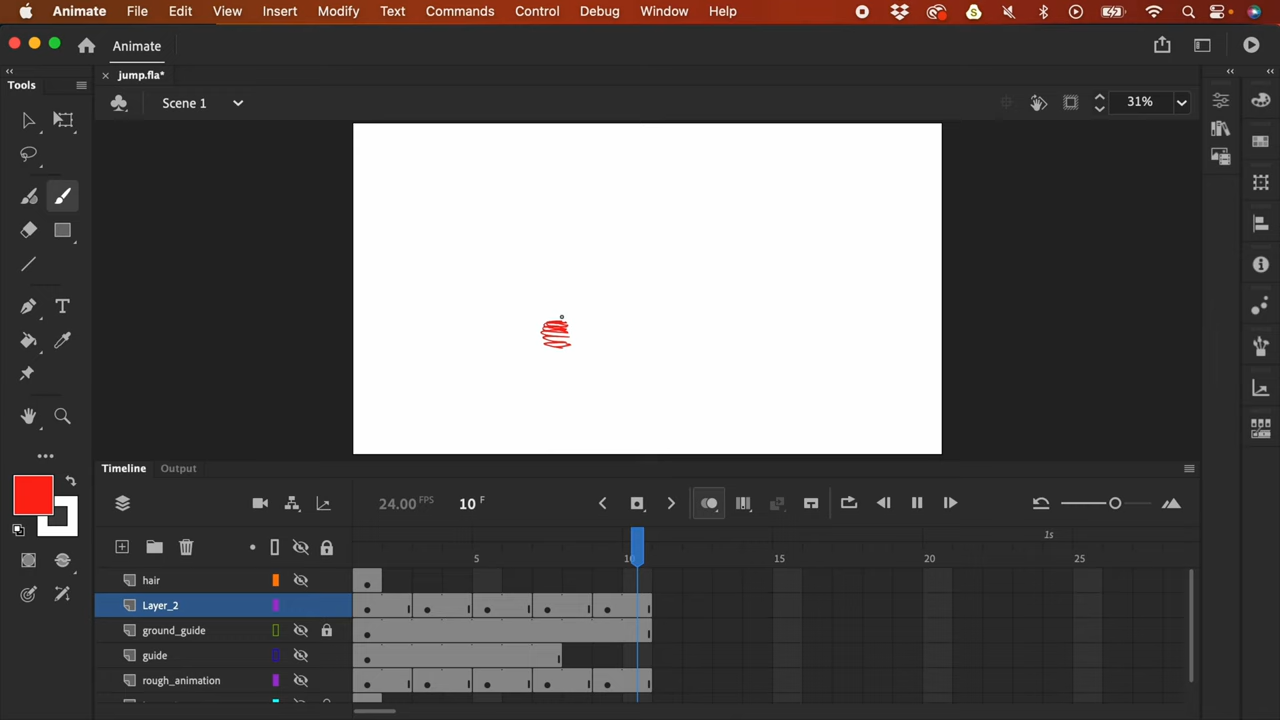 Animate File Edit View Insert Modify Text Commands Control Debug Window Help
Animate
jump.fla*
Tools
Scene 1
31%
Timeline Output
24.00 FPS 10 F
1s
5 10 15 20 25
hair
Layer_2
ground_guide
guide
rough_animation